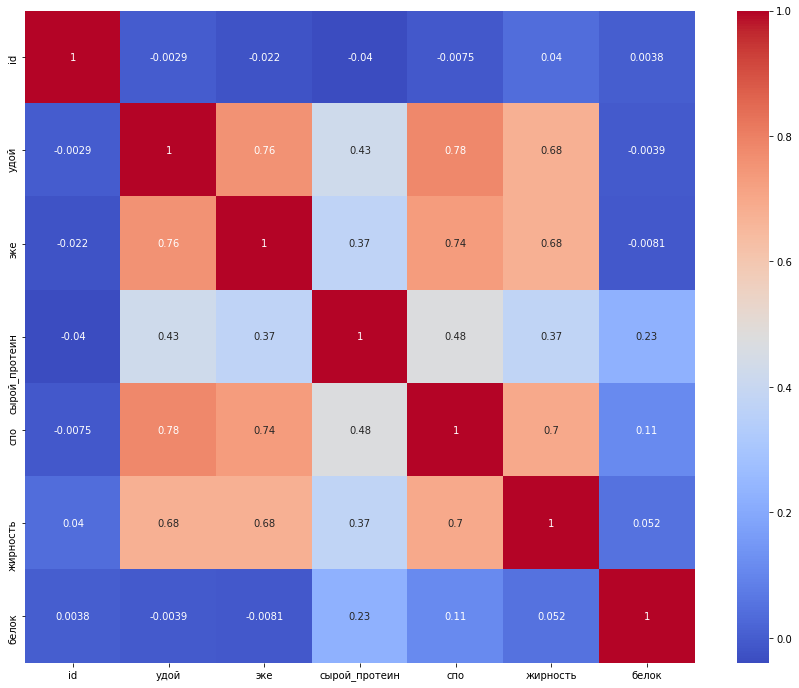 id 1 -0.0029 -0.022 -0.04 -0.0075 0.04 0.0038
удой -0.0029 1 0.76 0.43 0.78 0.68 -0.0039
эке -0.022 0.76 1 0.37 0.74 0.68 -0.0081
сырой_протеин -0.04 0.43 0.37 1 0.48 0.37 0.23
спо -0.0075 0.78 0.74 0.48 1 0.7 0.11
жирность 0.04 0.68 0.68 0.37 0.7 1 0.052
белок 0.0038 -0.0039 -0.0081 0.23 0.11 0.052 1
id удой эке сырой_протеин спо жирность белок
1.0
0.8
0.6
0.4
0.2
0.0